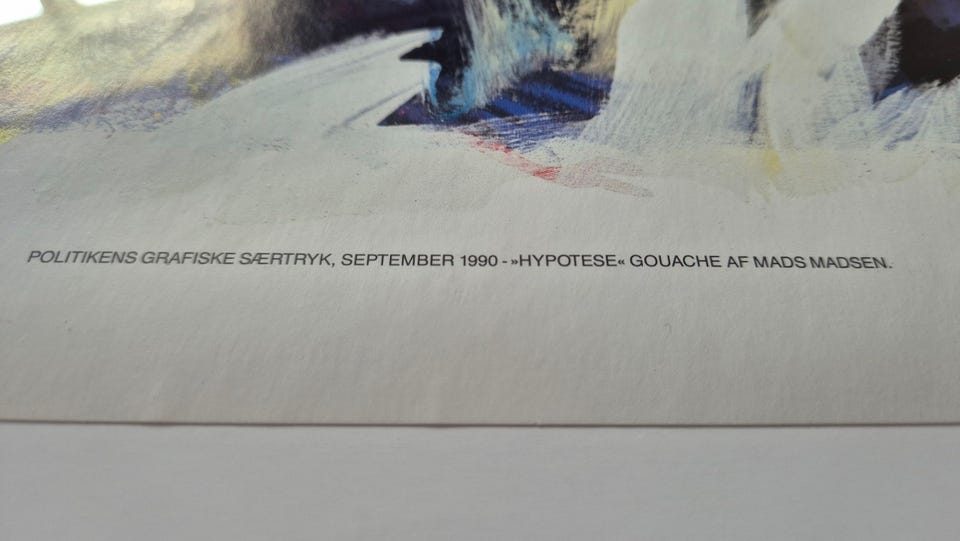 POLITIKENS GRAFISKE SÆRTRYK, SEPTEMBER 1990 - »HYPOTESE« GOUACHE AF MADS MADSEN.